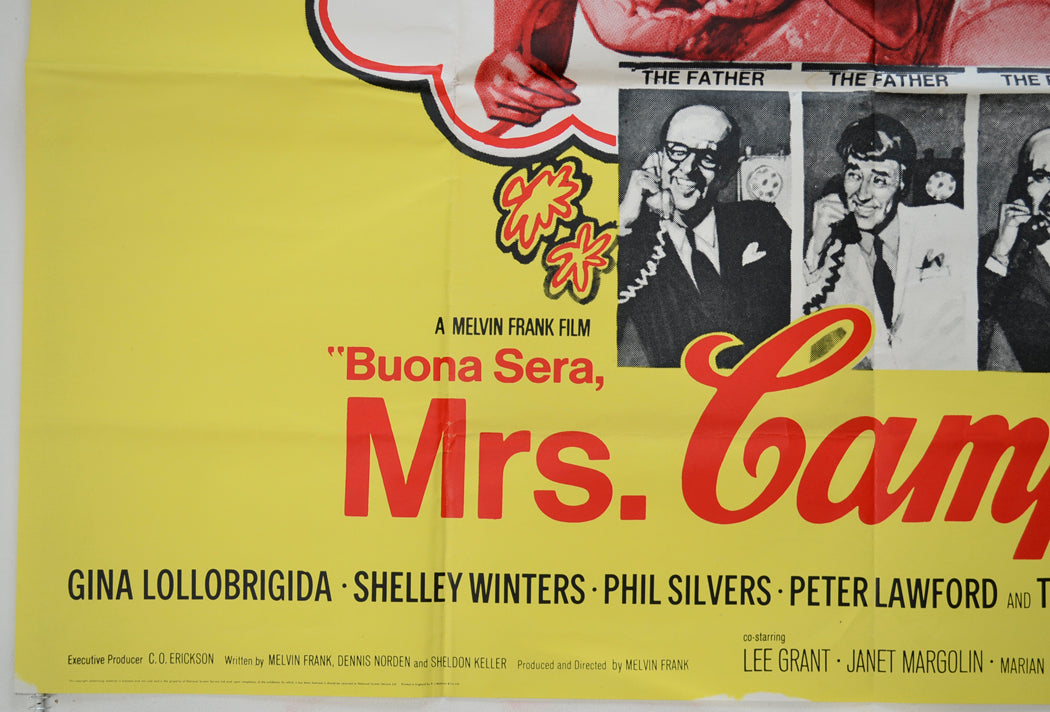 THE FATHER THE FATHER THE
A MELVIN FRANK FILM
"Buona Sera,
Mrs. Camp
GINA LOLLOBRIGIDA · SHELLEY WINTERS · PHIL SILVERS · PETER LAWFORD AND T
co-starring
LEE GRANT · JANET MARGOLIN · MARIAN
Executive Producer C. O. ERICKSON Written by MELVIN FRANK, DENNIS NORDEN and SHELDON KELLER Produced and Directed by MELVIN FRANK